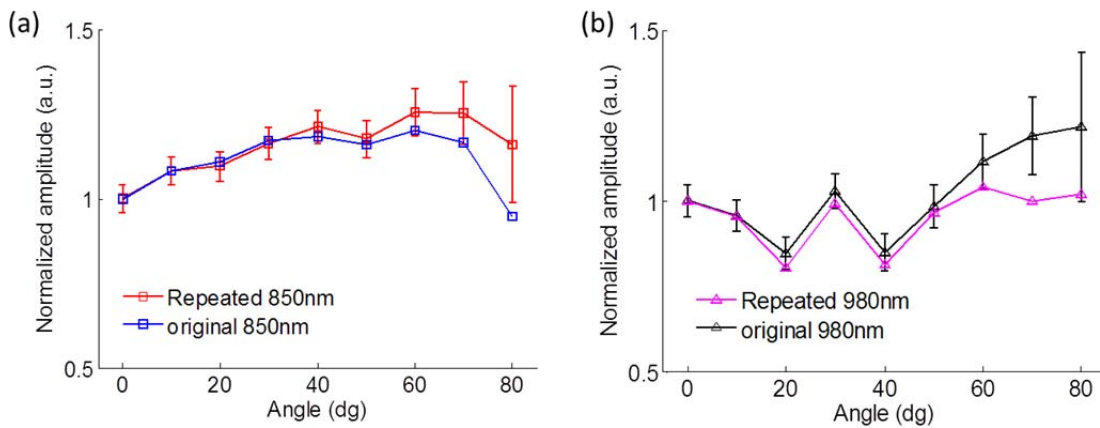 (a)
1.5
1
0.5
Normalized amplitude (a.u.)
Repeated 850nm
original 850nm
0 20 40 60 80
Angle (dg)
(b)
1.5
1
0.5
Normalized amplitude (a.u.)
Repeated 980nm
original 980nm
0 20 40 60 80
Angle (dg)